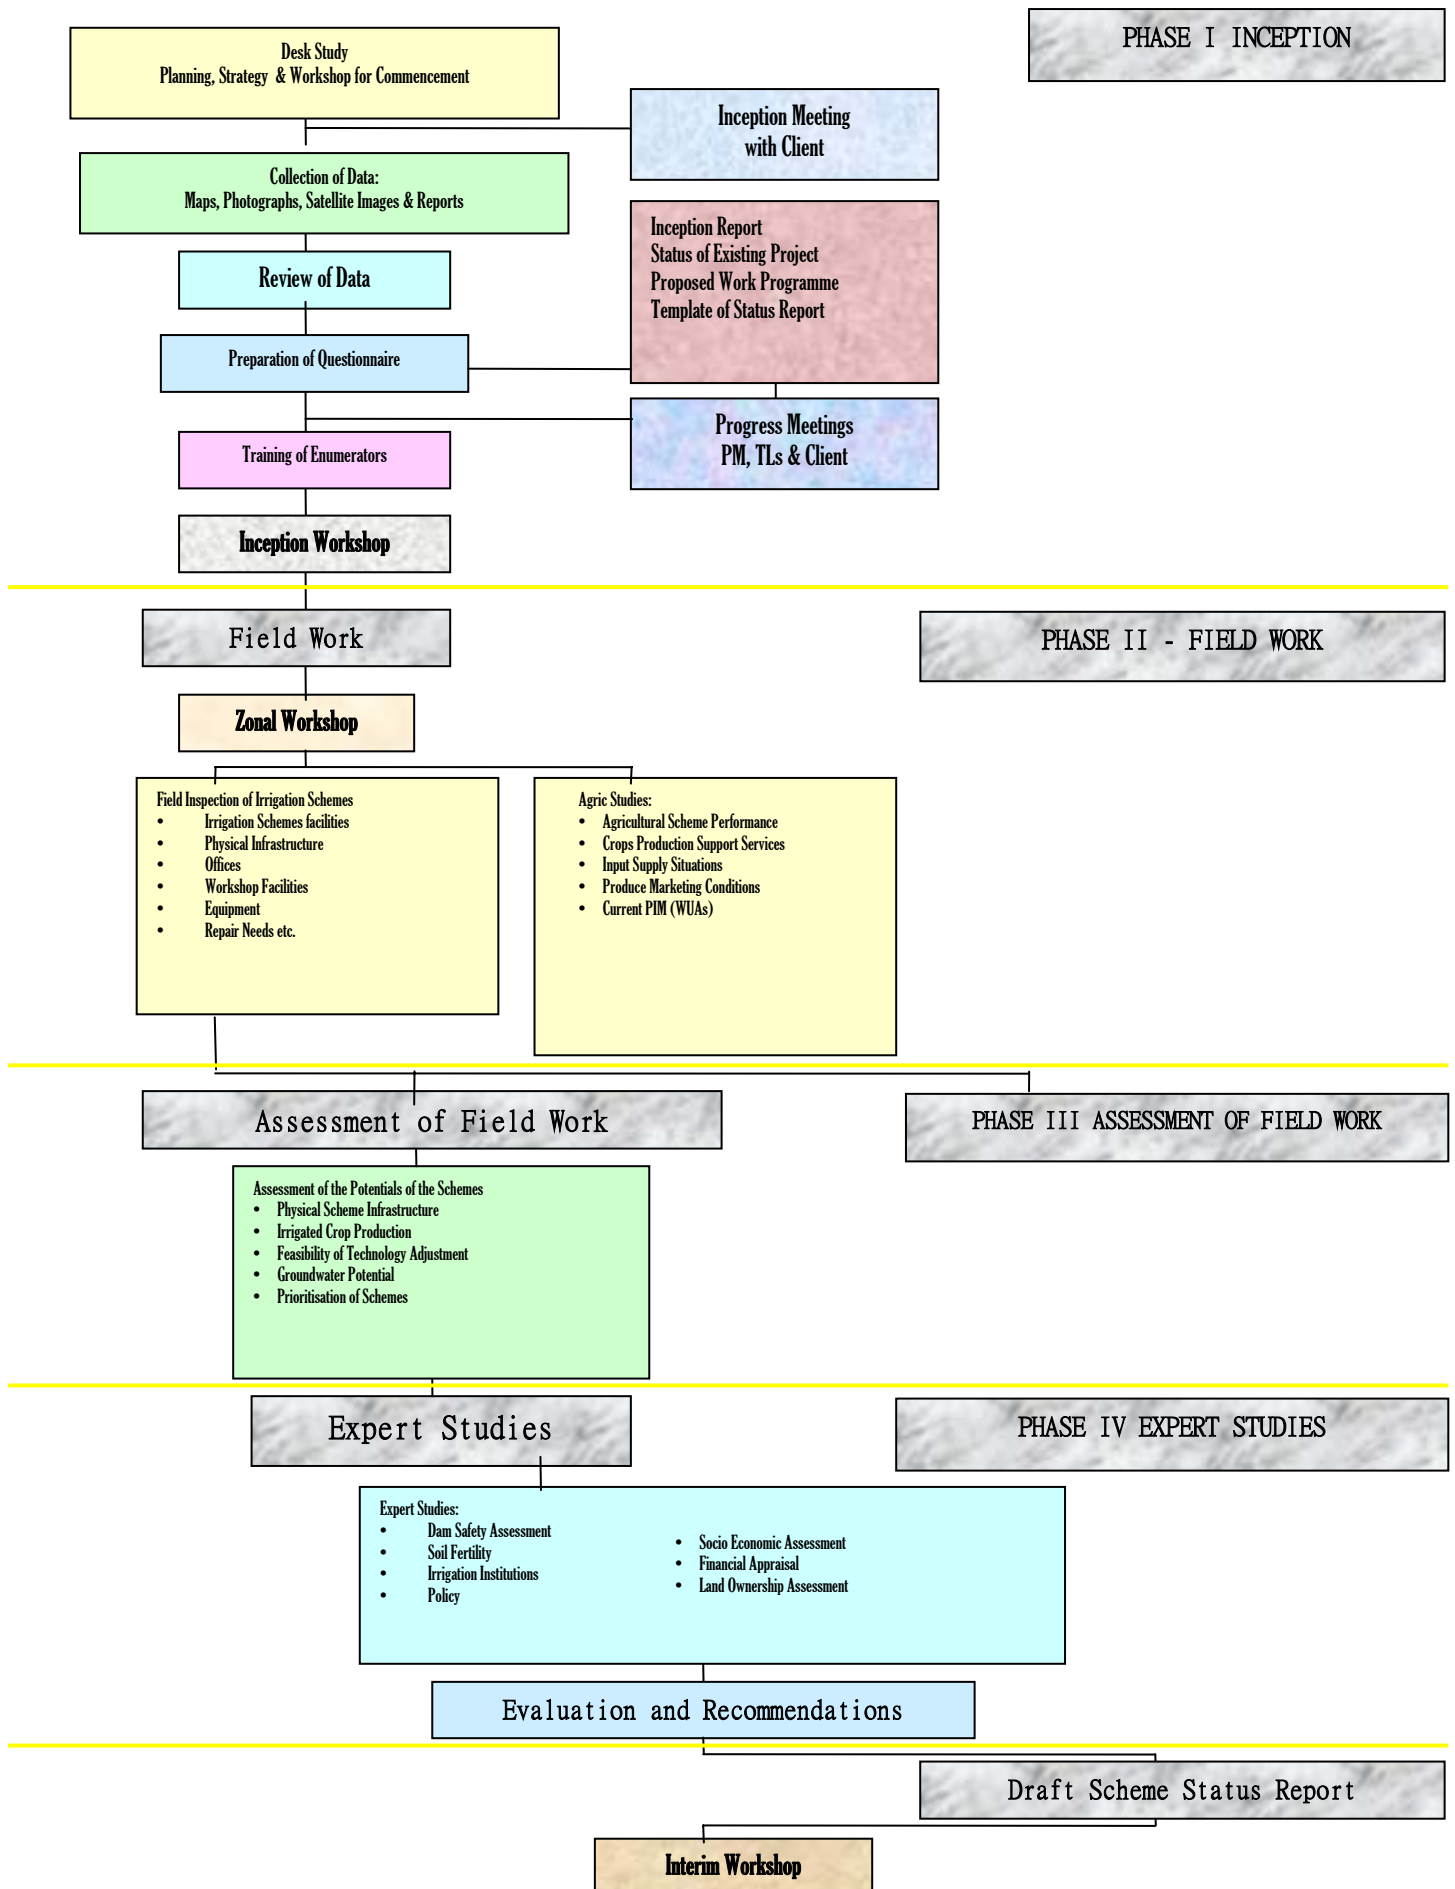 PHASE I INCEPTION
Desk Study
Planning, Strategy & Workshop for Commencement
Inception Meeting
with Client
Collection of Data:
Maps, Photographs, Satellite Images & Reports
Inception Report
Status of Existing Project
Proposed Work Programme
Template of Status Report
Review of Data
Preparation of Questionnaire
Progress Meetings
PM, TLs & Client
Training of Enumerators
Inception Workshop
Field Work
PHASE II - FIELD WORK
Zonal Workshop
Field Inspection of Irrigation Schemes
• Irrigation Schemes facilities
• Physical Infrastructure
• Offices
• Workshop Facilities
• Equipment
• Repair Needs etc.
Agric Studies:
• Agricultural Scheme Performance
• Crops Production Support Services
• Input Supply Situations
• Produce Marketing Conditions
• Current PIM (WUAs)
Assessment of Field Work
PHASE III ASSESSMENT OF FIELD WORK
Assessment of the Potentials of the Schemes
• Physical Scheme Infrastructure
• Irrigated Crop Production
• Feasibility of Technology Adjustment
• Groundwater Potential
• Prioritisation of Schemes
Expert Studies
PHASE IV EXPERT STUDIES
Expert Studies:
• Dam Safety Assessment
• Soil Fertility
• Irrigation Institutions
• Policy
• Socio Economic Assessment
• Financial Appraisal
• Land Ownership Assessment
Evaluation and Recommendations
Draft Scheme Status Report
Interim Workshop